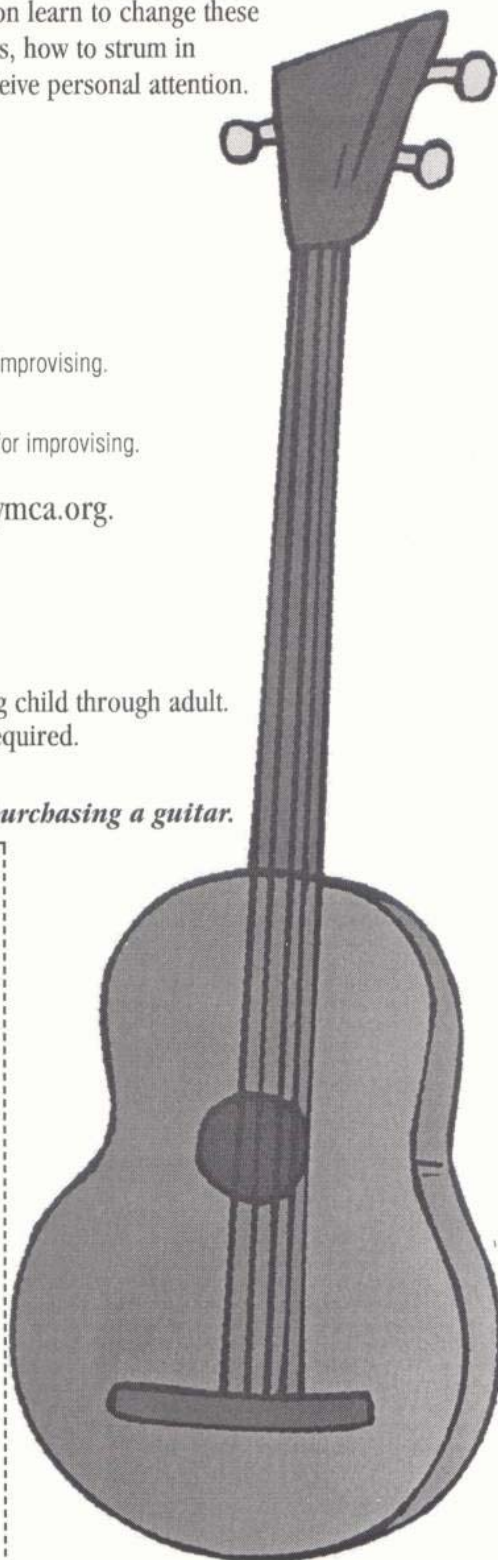 on learn to change these
s, how to strum in
eive personal attention.
mprovising.
or improvising.
ymca.org.
g child through adult.
equired.
urchasing a guitar.